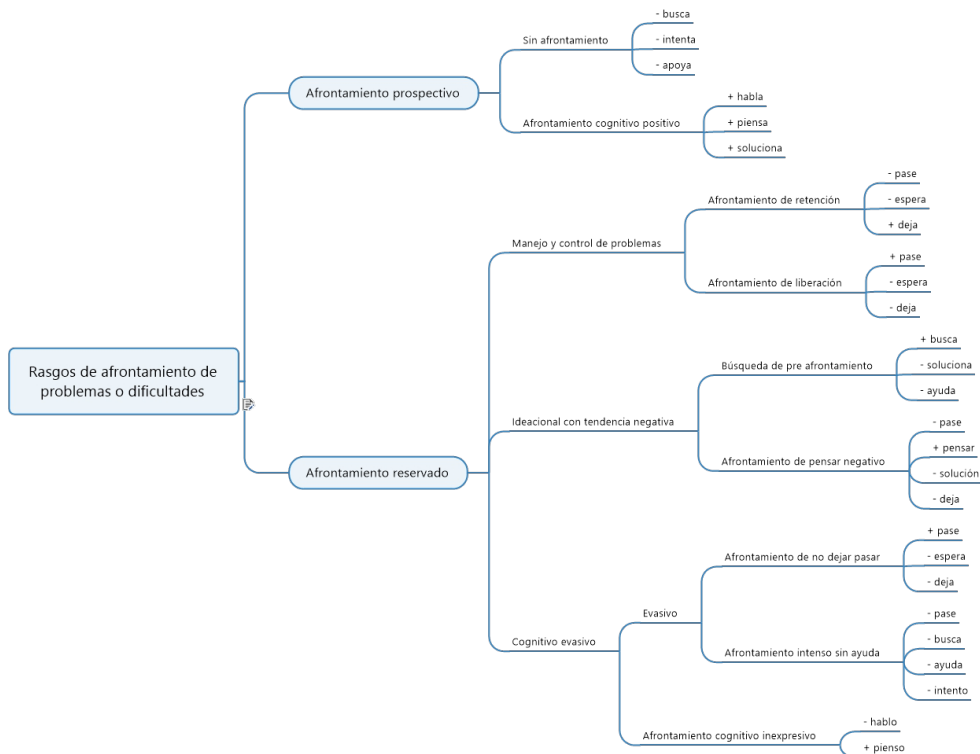 Rasgos de afrontamiento de
problemas o dificultades
Afrontamiento prospectivo
Sin afrontamiento
- busca
- intenta
- apoya
Afrontamiento cognitivo positivo
+ habla
+ piensa
+ soluciona
Afrontamiento reservado
Manejo y control de problemas
Afrontamiento de retención
- pase
- espera
+ deja
Afrontamiento de liberación
+ pase
- espera
- deja
Ideacional con tendencia negativa
Búsqueda de pre afrontamiento
+ busca
- soluciona
- ayuda
Afrontamiento de pensar negativo
- pase
+ pensar
- solución
- deja
Cognitivo evasivo
Evasivo
Afrontamiento de no dejar pasar
+ pase
- espera
- deja
Afrontamiento intenso sin ayuda
- pase
- busca
- ayuda
- intento
Afrontamiento cognitivo inexpresivo
- hablo
+ pienso